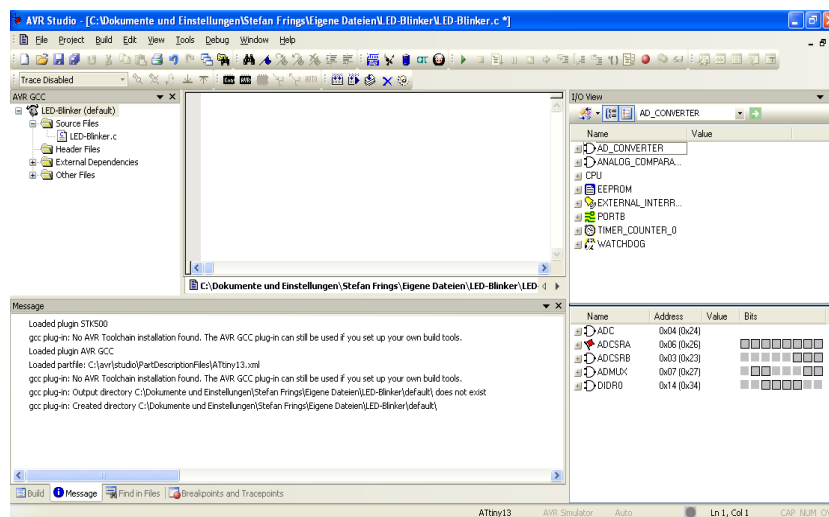 AVR Studio - [C:\Dokumente und Einstellungen\Stefan Frings\Eigene Dateien\LED-Blinker\LED-Blinker.c *]
File Project Build Edit View Tools Debug Window Help
Trace Disabled
AVR GCC
LED-Blinker (default)
Source Files
LED-Blinker.c
Header Files
External Dependencies
Other Files
C:\Dokumente und Einstellungen\Stefan Frings\Eigene Dateien\LED-Blinker\LED-
I/O View
AD_CONVERTER
Name Value
AD_CONVERTER
ANALOG_COMPARA...
CPU
EEPROM
EXTERNAL_INTERR...
PORTB
TIMER_COUNTER_0
WATCHDOG
Message
Loaded plugin STK500
gcc plug-in: No AVR Toolchain installation found. The AVR GCC plug-in can still be used if you set up your own build tools.
Loaded plugin AVR GCC
Loaded partfile: C:\avr\studio\PartDescriptionFiles\ATtiny13.xml
gcc plug-in: No AVR Toolchain installation found. The AVR GCC plug-in can still be used if you set up your own build tools.
gcc plug-in: Output directory C:\Dokumente und Einstellungen\Stefan Frings\Eigene Dateien\LED-Blinker\default\ does not exist
gcc plug-in: Created directory C:\Dokumente und Einstellungen\Stefan Frings\Eigene Dateien\LED-Blinker\default\
Name Address Value Bits
ADC 0x04 (0x24)
ADCSRA 0x06 (0x26)
ADCSRB 0x03 (0x23)
ADMUX 0x07 (0x27)
DIDR0 0x14 (0x34)
Build Message Find in Files Breakpoints and Tracepoints
ATtiny13 AVR Simulator Auto Ln 1, Col 1 CAP NUM